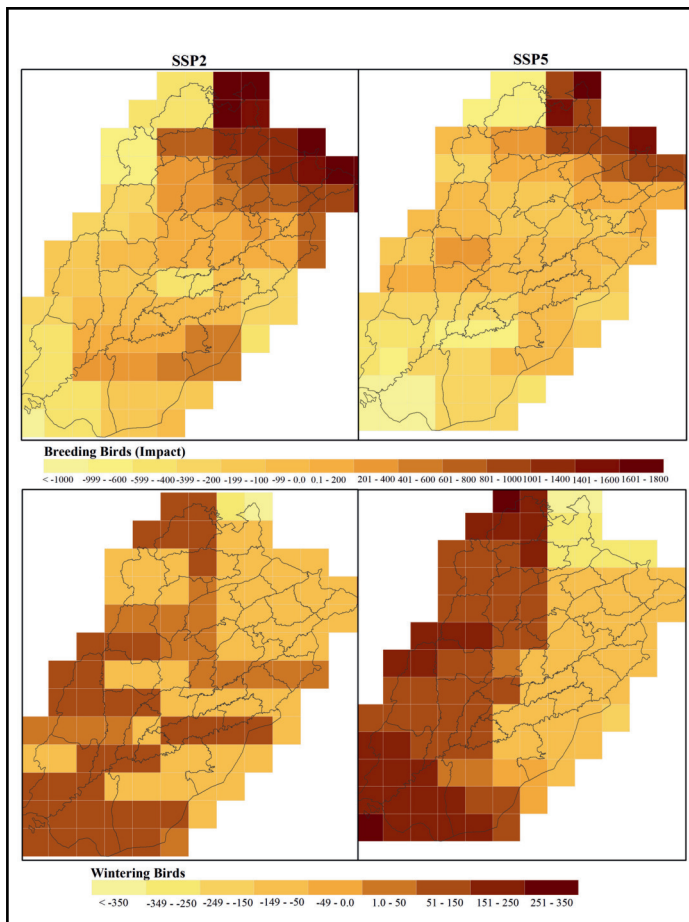 SSP2 SSP5
Breeding Birds (Impact)
< -1000 -999 - -600 -599 - -400 -399 - -200 -199 - -100 -99 - 0.0 0.1 - 200 201 - 400 401 - 600 601 - 800 801 - 1000 1001 - 1400 1401 - 1600 1601 - 1800
Wintering Birds
< -350 -349 - -250 -249 - -150 -149 - -50 -49 - 0.0 1.0 - 50 51 - 150 151 - 250 251 - 350